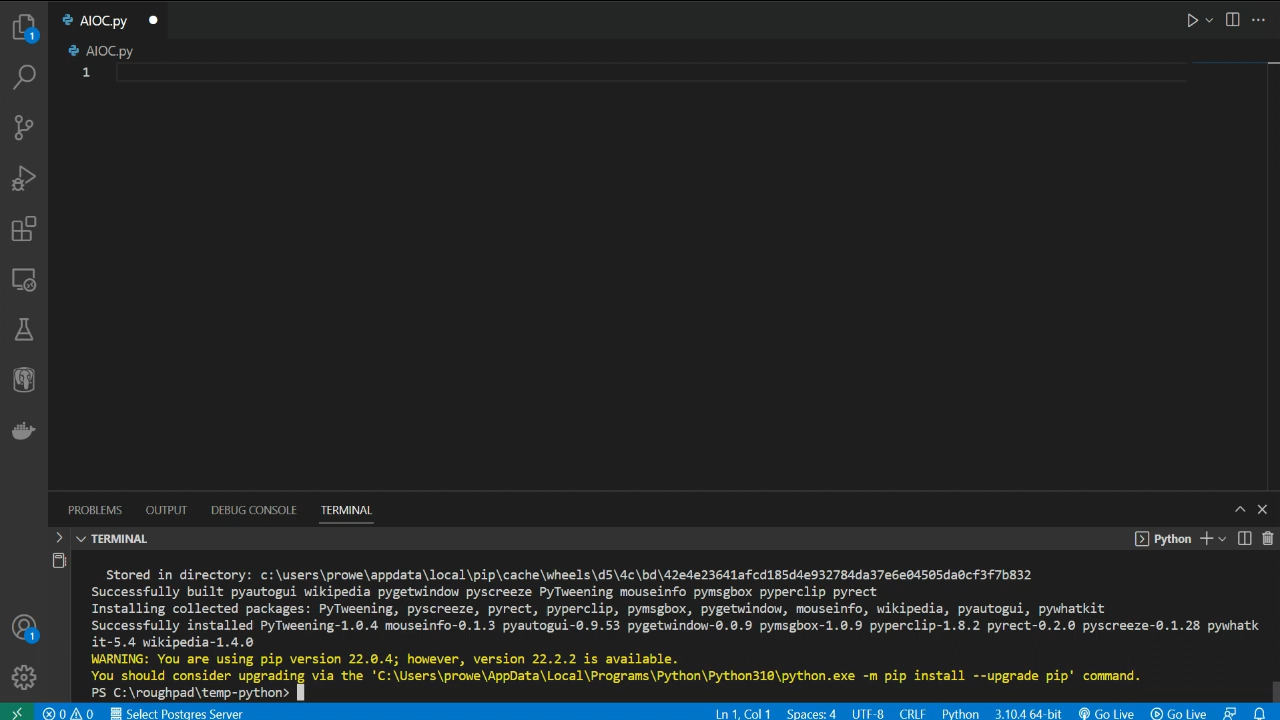 AIOC.py
1
AIOC.py
1
PROBLEMS OUTPUT DEBUG CONSOLE TERMINAL
TERMINAL Python
Stored in directory: c:\users\prowe\appdata\local\pip\cache\wheels\d5\4c\bd\42e4e23641afcd185d4e932784da37e6e04505da0cf3f7b832
Successfully built pyautogui wikipedia pygetwindow pyscreeze PyTweening mouseinfo pymsgbox pyperclip pyrect
Installing collected packages: PyTweening, pyscreeze, pyrect, pyperclip, pymsgbox, pygetwindow, mouseinfo, wikipedia, pyautogui, pywhatkit
Successfully installed PyTweening-1.0.4 mouseinfo-0.1.3 pyautogui-0.9.53 pygetwindow-0.0.9 pymsgbox-1.0.9 pyperclip-1.8.2 pyrect-0.2.0 pyscreeze-0.1.28 pywhatk
it-5.4 wikipedia-1.4.0
WARNING: You are using pip version 22.0.4; however, version 22.2.2 is available.
You should consider upgrading via the 'C:\Users\prowe\AppData\Local\Programs\Python\Python310\python.exe -m pip install --upgrade pip' command.
PS C:\roughpad\temp-python>
1
0 0 Select Postgres Server Ln 1, Col 1 Spaces: 4 UTF-8 CRLF Python 3.10.4 64-bit Go Live Go Live